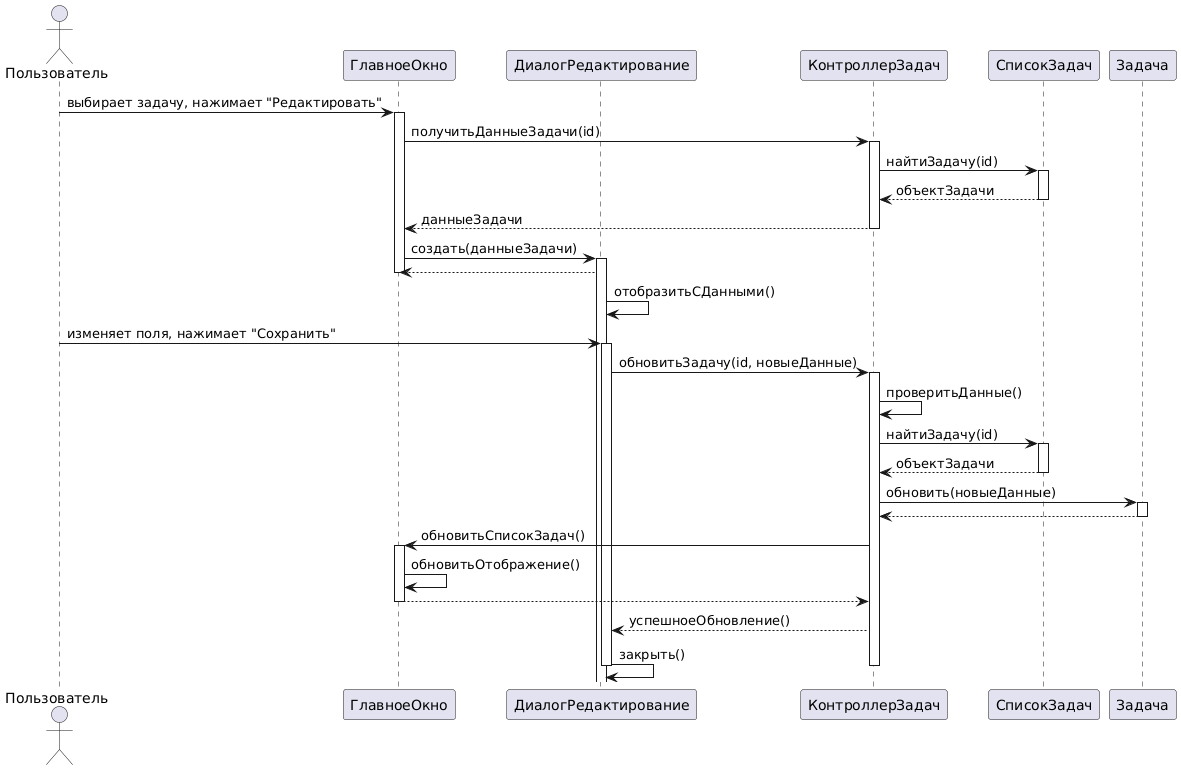 Пользователь
ГлавноеОкно
ДиалогРедактирование
КонтроллерЗадач
СписокЗадач
Задача
выбирает задачу, нажимает "Редактировать"
получитьДанныеЗадачи(id)
найтиЗадачу(id)
объектЗадачи
данныеЗадачи
создать(данныеЗадачи)
отобразитьСДанными()
изменяет поля, нажимает "Сохранить"
обновитьЗадачу(id, новыеДанные)
проверитьДанные()
найтиЗадачу(id)
объектЗадачи
обновить(новыеДанные)
обновитьСписокЗадач()
обновитьОтображение()
успешноеОбновление()
закрыть()
Пользователь
ГлавноеОкно
ДиалогРедактирование
КонтроллерЗадач
СписокЗадач
Задача